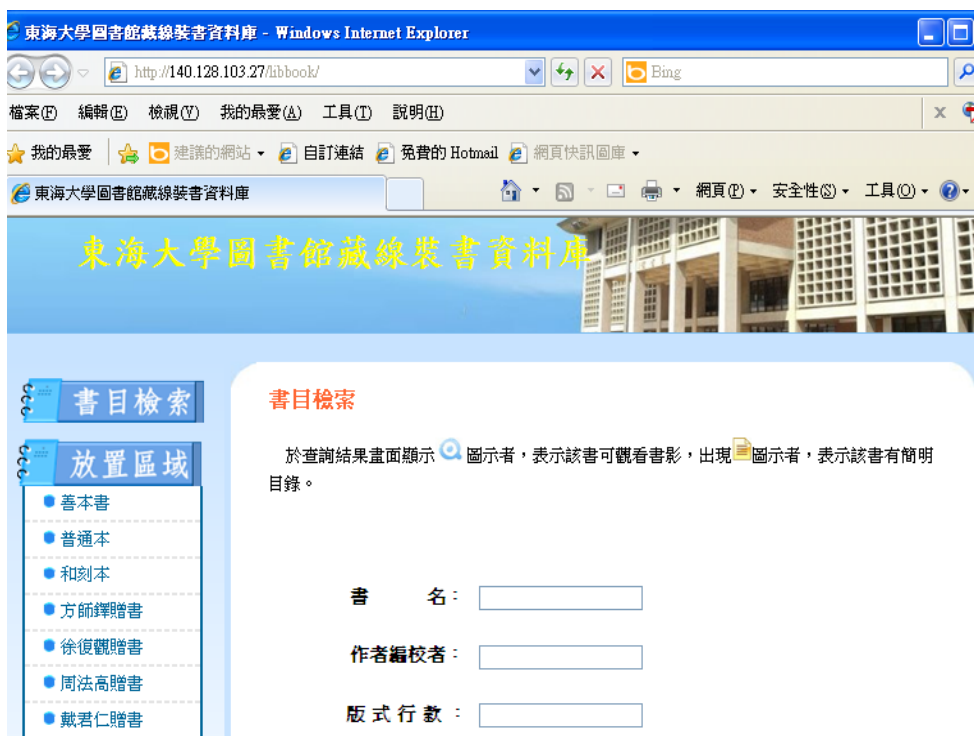 東海大學圖書館藏線裝書資料庫 - Windows Internet Explorer
http://140.128.103.27/libbook/
Bing
檔案(F) 編輯(E) 檢視(V) 我的最愛(A) 工具(T) 說明(H)
我的最愛 建議的網站 自訂連結 免費的 Hotmail 網頁快訊圖庫
東海大學圖書館藏線裝書資料庫 網頁(P) 安全性(S) 工具(O)
東海大學圖書館藏線裝書資料庫
書目檢索
放置區域
善本書
普通本
和刻本
方師鐸贈書
徐復觀贈書
周法高贈書
戴君仁贈書
書目檢索
於查詢結果畫面顯示 圖示者，表示該書可觀看書影，出現 圖示者，表示該書有簡明
目錄。
書 名：
作者編校者：
版式行款：